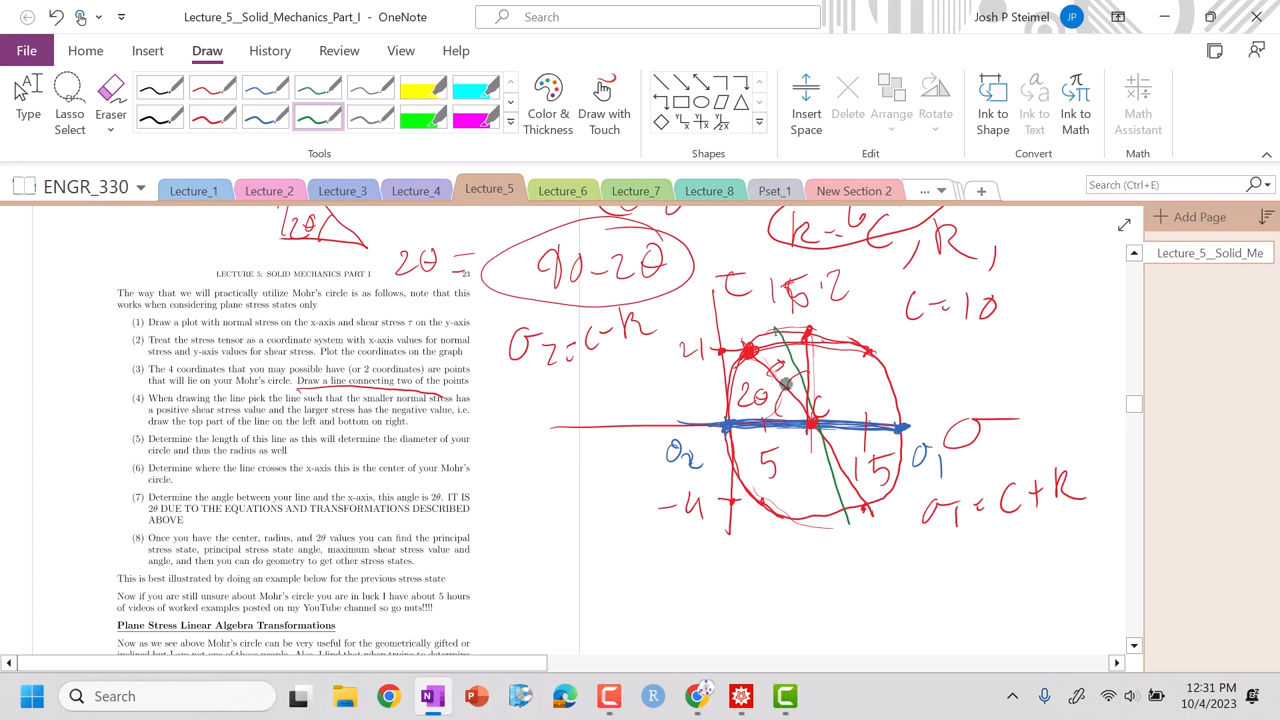 Lecture_5__Solid_Mechanics_Part_I - OneNote
Search
Josh P Steimel
JP
File
Home
Insert
Draw
History
Review
View
Help
Type
Lasso Select
Eraser
Color & Thickness
Draw with Touch
Insert Space
Delete
Arrange
Rotate
Ink to Shape
Ink to Text
Ink to Math
Math Assistant
Tools
Shapes
Edit
Convert
Math
ENGR_330
Lecture_1
Lecture_2
Lecture_3
Lecture_4
Lecture_5
Lecture_6
Lecture_7
Lecture_8
Pset_1
New Section 2
...
Search (Ctrl+E)
Add Page
Lecture_5__Solid_Me
2θ
2θ = 90-2θ
C, R,
LECTURE 5: SOLID MECHANICS PART I
23
The way that we will practically utilize Mohr's circle is as follows, note that this
works when considering plane stress states only
(1) Draw a plot with normal stress on the x-axis and shear stress τ on the y-axis
(2) Treat the stress tensor as a coordinate system with x-axis values for normal
stress and y-axis values for shear stress. Plot the coordinates on the graph
(3) The 4 coordinates that you may possible have (or 2 coordinates) are points
that will lie on your Mohr's circle. Draw a line connecting two of the points
(4) When drawing the line pick the line such that the smaller normal stress has
a positive shear stress value and the larger stress has the negative value, i.e.
draw the top part of the line on the left and bottom on right.
(5) Determine the length of this line as this will determine the diameter of your
circle and thus the radius as well
(6) Determine where the line crosses the x-axis this is the center of your Mohr's
circle.
(7) Determine the angle between your line and the x-axis, this angle is 2θ. IT IS
2θ DUE TO THE EQUATIONS AND TRANSFORMATIONS DESCRIBED
ABOVE
(8) Once you have the center, radius, and 2θ values you can find the principal
stress state, principal stress state angle, maximum shear stress value and
angle, and then you can do geometry to get other stress states.
This is best illustrated by doing an example below for the previous stress state
Now if you are still unsure about Mohr's circle you are in luck I have about 5 hours
of videos of worked examples posted on my YouTube channel so go nuts!!!!
Plane Stress Linear Algebra Transformations
Now as we see above Mohr's circle can be very useful for the geometrically gifted or
τ
C=10
σ2=C-R
2θ
C
σ
σ2
5
15
σ1
-4
σ1=C+R
Search
12:31 PM
10/4/2023